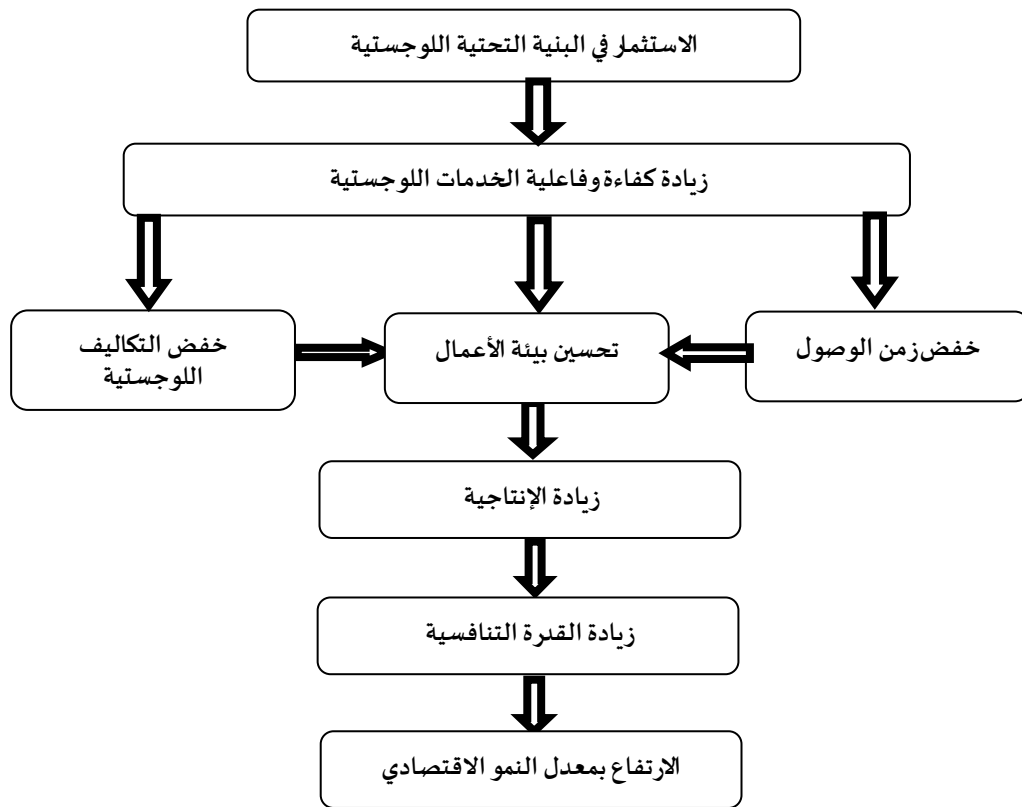 الاستثمار في البنية التحتية اللوجستية
زيادة كفاءة وفاعلية الخدمات اللوجستية
خفض زمن الوصول
تحسين بيئة الأعمال
خفض التكاليف
اللوجستية
زيادة الإنتاجية
زيادة القدرة التنافسية
الارتفاع بمعدل النمو الاقتصادي